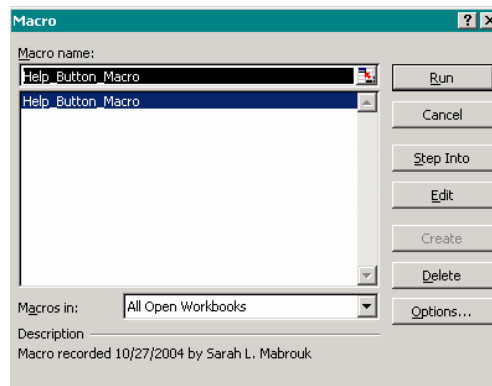 Macro
Macro name:
Help_Button_Macro
Help_Button_Macro
Run
Cancel
Step Into
Edit
Create
Delete
Options...
Macros in:
All Open Workbooks
Description
Macro recorded 10/27/2004 by Sarah L. Mabrouk